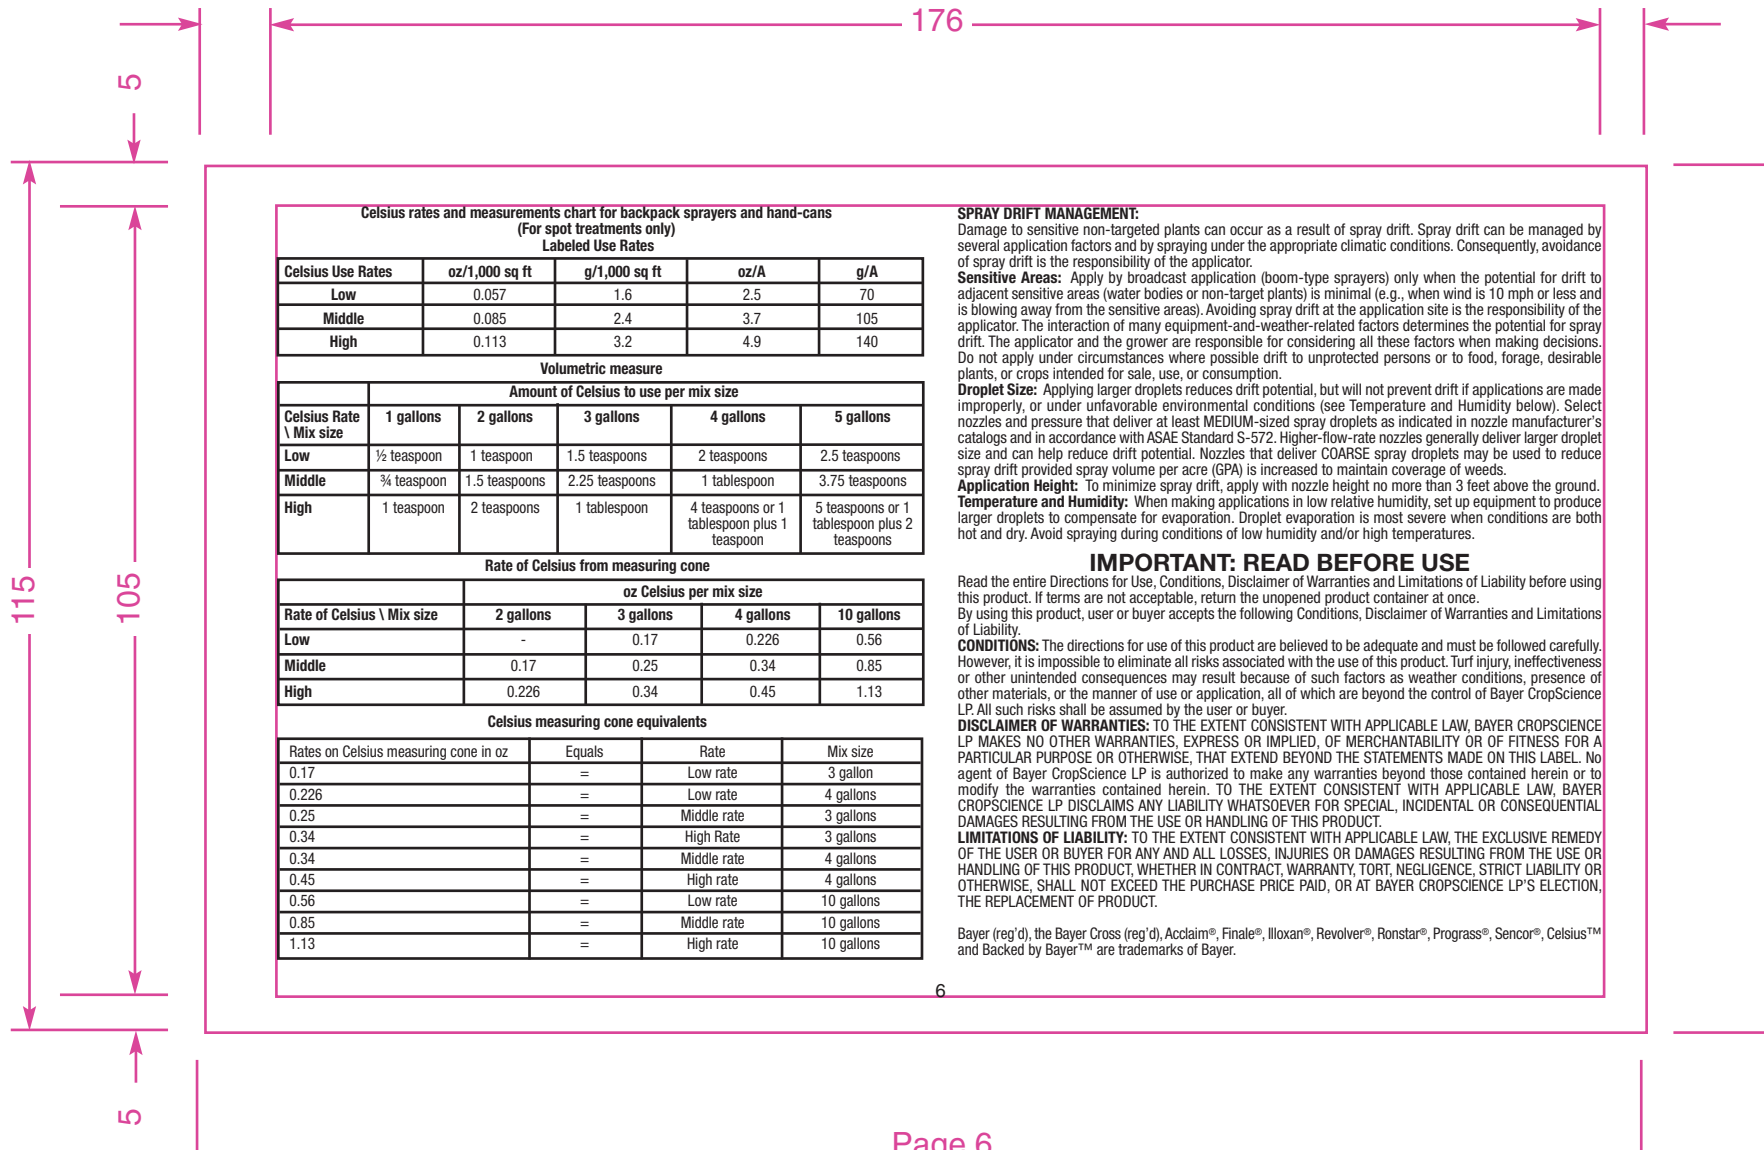 176
5
115
105
5
Celsius rates and measurements chart for backpack sprayers and hand-cans
(For spot treatments only)
Labeled Use Rates
Celsius Use Rates oz/1,000 sq ft g/1,000 sq ft oz/A g/A
Low 0.057 1.6 2.5 70
Middle 0.085 2.4 3.7 105
High 0.113 3.2 4.9 140
Volumetric measure
Amount of Celsius to use per mix size
Celsius Rate 1 gallons 2 gallons 3 gallons 4 gallons 5 gallons
\ Mix size
Low ½ teaspoon 1 teaspoon 1.5 teaspoons 2 teaspoons 2.5 teaspoons
Middle ¾ teaspoon 1.5 teaspoons 2.25 teaspoons 1 tablespoon 3.75 teaspoons
High 1 teaspoon 2 teaspoons 1 tablespoon 4 teaspoons or 1 5 teaspoons or 1
tablespoon plus 1 tablespoon plus 2
teaspoon teaspoons
Rate of Celsius from measuring cone
oz Celsius per mix size
Rate of Celsius \ Mix size 2 gallons 3 gallons 4 gallons 10 gallons
Low - 0.17 0.226 0.56
Middle 0.17 0.25 0.34 0.85
High 0.226 0.34 0.45 1.13
Celsius measuring cone equivalents
Rates on Celsius measuring cone in oz Equals Rate Mix size
0.17 = Low rate 3 gallon
0.226 = Low rate 4 gallons
0.25 = Middle rate 3 gallons
0.34 = High Rate 3 gallons
0.34 = Middle rate 4 gallons
0.45 = High rate 4 gallons
0.56 = Low rate 10 gallons
0.85 = Middle rate 10 gallons
1.13 = High rate 10 gallons
SPRAY DRIFT MANAGEMENT:
Damage to sensitive non-targeted plants can occur as a result of spray drift. Spray drift can be managed by
several application factors and by spraying under the appropriate climatic conditions. Consequently, avoidance
of spray drift is the responsibility of the applicator.
Sensitive Areas: Apply by broadcast application (boom-type sprayers) only when the potential for drift to
adjacent sensitive areas (water bodies or non-target plants) is minimal (e.g., when wind is 10 mph or less and
is blowing away from the sensitive areas). Avoiding spray drift at the application site is the responsibility of the
applicator. The interaction of many equipment-and-weather-related factors determines the potential for spray
drift. The applicator and the grower are responsible for considering all these factors when making decisions.
Do not apply under circumstances where possible drift to unprotected persons or to food, forage, desirable
plants, or crops intended for sale, use, or consumption.
Droplet Size: Applying larger droplets reduces drift potential, but will not prevent drift if applications are made
improperly, or under unfavorable environmental conditions (see Temperature and Humidity below). Select
nozzles and pressure that deliver at least MEDIUM-sized spray droplets as indicated in nozzle manufacturer's
catalogs and in accordance with ASAE Standard S-572. Higher-flow-rate nozzles generally deliver larger droplet
size and can help reduce drift potential. Nozzles that deliver COARSE spray droplets may be used to reduce
spray drift provided spray volume per acre (GPA) is increased to maintain coverage of weeds.
Application Height: To minimize spray drift, apply with nozzle height no more than 3 feet above the ground.
Temperature and Humidity: When making applications in low relative humidity, set up equipment to produce
larger droplets to compensate for evaporation. Droplet evaporation is most severe when conditions are both
hot and dry. Avoid spraying during conditions of low humidity and/or high temperatures.
IMPORTANT: READ BEFORE USE
Read the entire Directions for Use, Conditions, Disclaimer of Warranties and Limitations of Liability before using
this product. If terms are not acceptable, return the unopened product container at once.
By using this product, user or buyer accepts the following Conditions, Disclaimer of Warranties and Limitations
of Liability.
CONDITIONS: The directions for use of this product are believed to be adequate and must be followed carefully.
However, it is impossible to eliminate all risks associated with the use of this product. Turf injury, ineffectiveness
or other unintended consequences may result because of such factors as weather conditions, presence of
other materials, or the manner of use or application, all of which are beyond the control of Bayer CropScience
LP. All such risks shall be assumed by the user or buyer.
DISCLAIMER OF WARRANTIES: TO THE EXTENT CONSISTENT WITH APPLICABLE LAW, BAYER CROPSCIENCE
LP MAKES NO OTHER WARRANTIES, EXPRESS OR IMPLIED, OF MERCHANTABILITY OR OF FITNESS FOR A
PARTICULAR PURPOSE OR OTHERWISE, THAT EXTEND BEYOND THE STATEMENTS MADE ON THIS LABEL. No
agent of Bayer CropScience LP is authorized to make any warranties beyond those contained herein or to
modify the warranties contained herein. TO THE EXTENT CONSISTENT WITH APPLICABLE LAW, BAYER
CROPSCIENCE LP DISCLAIMS ANY LIABILITY WHATSOEVER FOR SPECIAL, INCIDENTAL OR CONSEQUENTIAL
DAMAGES RESULTING FROM THE USE OR HANDLING OF THIS PRODUCT.
LIMITATIONS OF LIABILITY: TO THE EXTENT CONSISTENT WITH APPLICABLE LAW, THE EXCLUSIVE REMEDY
OF THE USER OR BUYER FOR ANY AND ALL LOSSES, INJURIES OR DAMAGES RESULTING FROM THE USE OR
HANDLING OF THIS PRODUCT, WHETHER IN CONTRACT, WARRANTY, TORT, NEGLIGENCE, STRICT LIABILITY OR
OTHERWISE, SHALL NOT EXCEED THE PURCHASE PRICE PAID, OR AT BAYER CROPSCIENCE LP'S ELECTION,
THE REPLACEMENT OF PRODUCT.
Bayer (reg'd), the Bayer Cross (reg'd), Acclaim®, Finale®, Illoxan®, Revolver®, Ronstar®, Prograss®, Sencor®, Celsius™
and Backed by Bayer™ are trademarks of Bayer.
6
Page 6